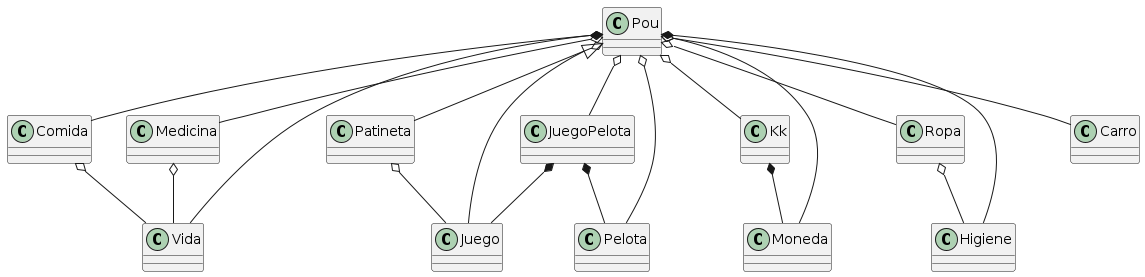 C Pou
C Comida
C Medicina
C Patineta
C JuegoPelota
C Kk
C Ropa
C Carro
C Vida
C Juego
C Pelota
C Moneda
C Higiene